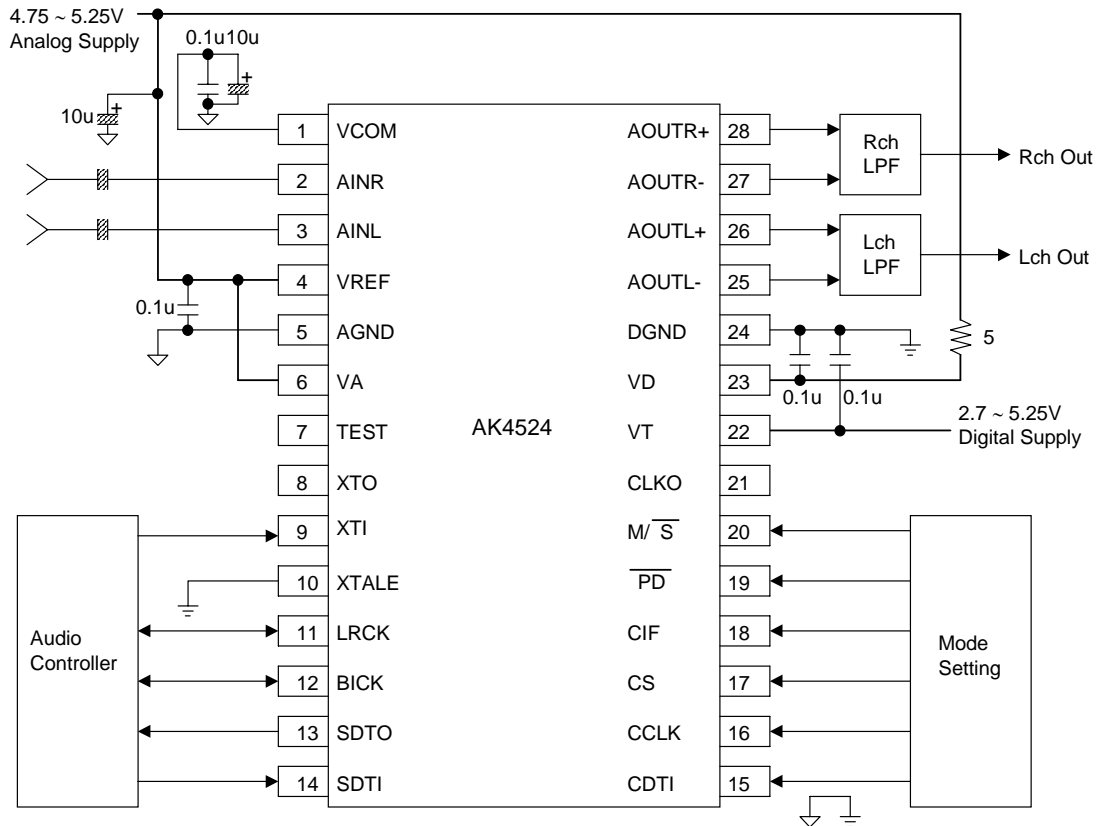 4.75 ~ 5.25V
Analog Supply
0.1u10u
10u
1 VCOM
2 AINR
3 AINL
4 VREF
0.1u
5 AGND
6 VA
7 TEST
8 XTO
9 XTI
10 XTALE
11 LRCK
12 BICK
13 SDTO
14 SDTI
Audio
Controller
AK4524
AOUTR+ 28
AOUTR- 27
AOUTL+ 26
AOUTL- 25
DGND 24
VD 23
VT 22
CLKO 21
M/S̅ 20
P̅D̅ 19
CIF 18
CS 17
CCLK 16
CDTI 15
Rch
LPF
Rch Out
Lch
LPF
Lch Out
5
0.1u 0.1u
2.7 ~ 5.25V
Digital Supply
Mode
Setting